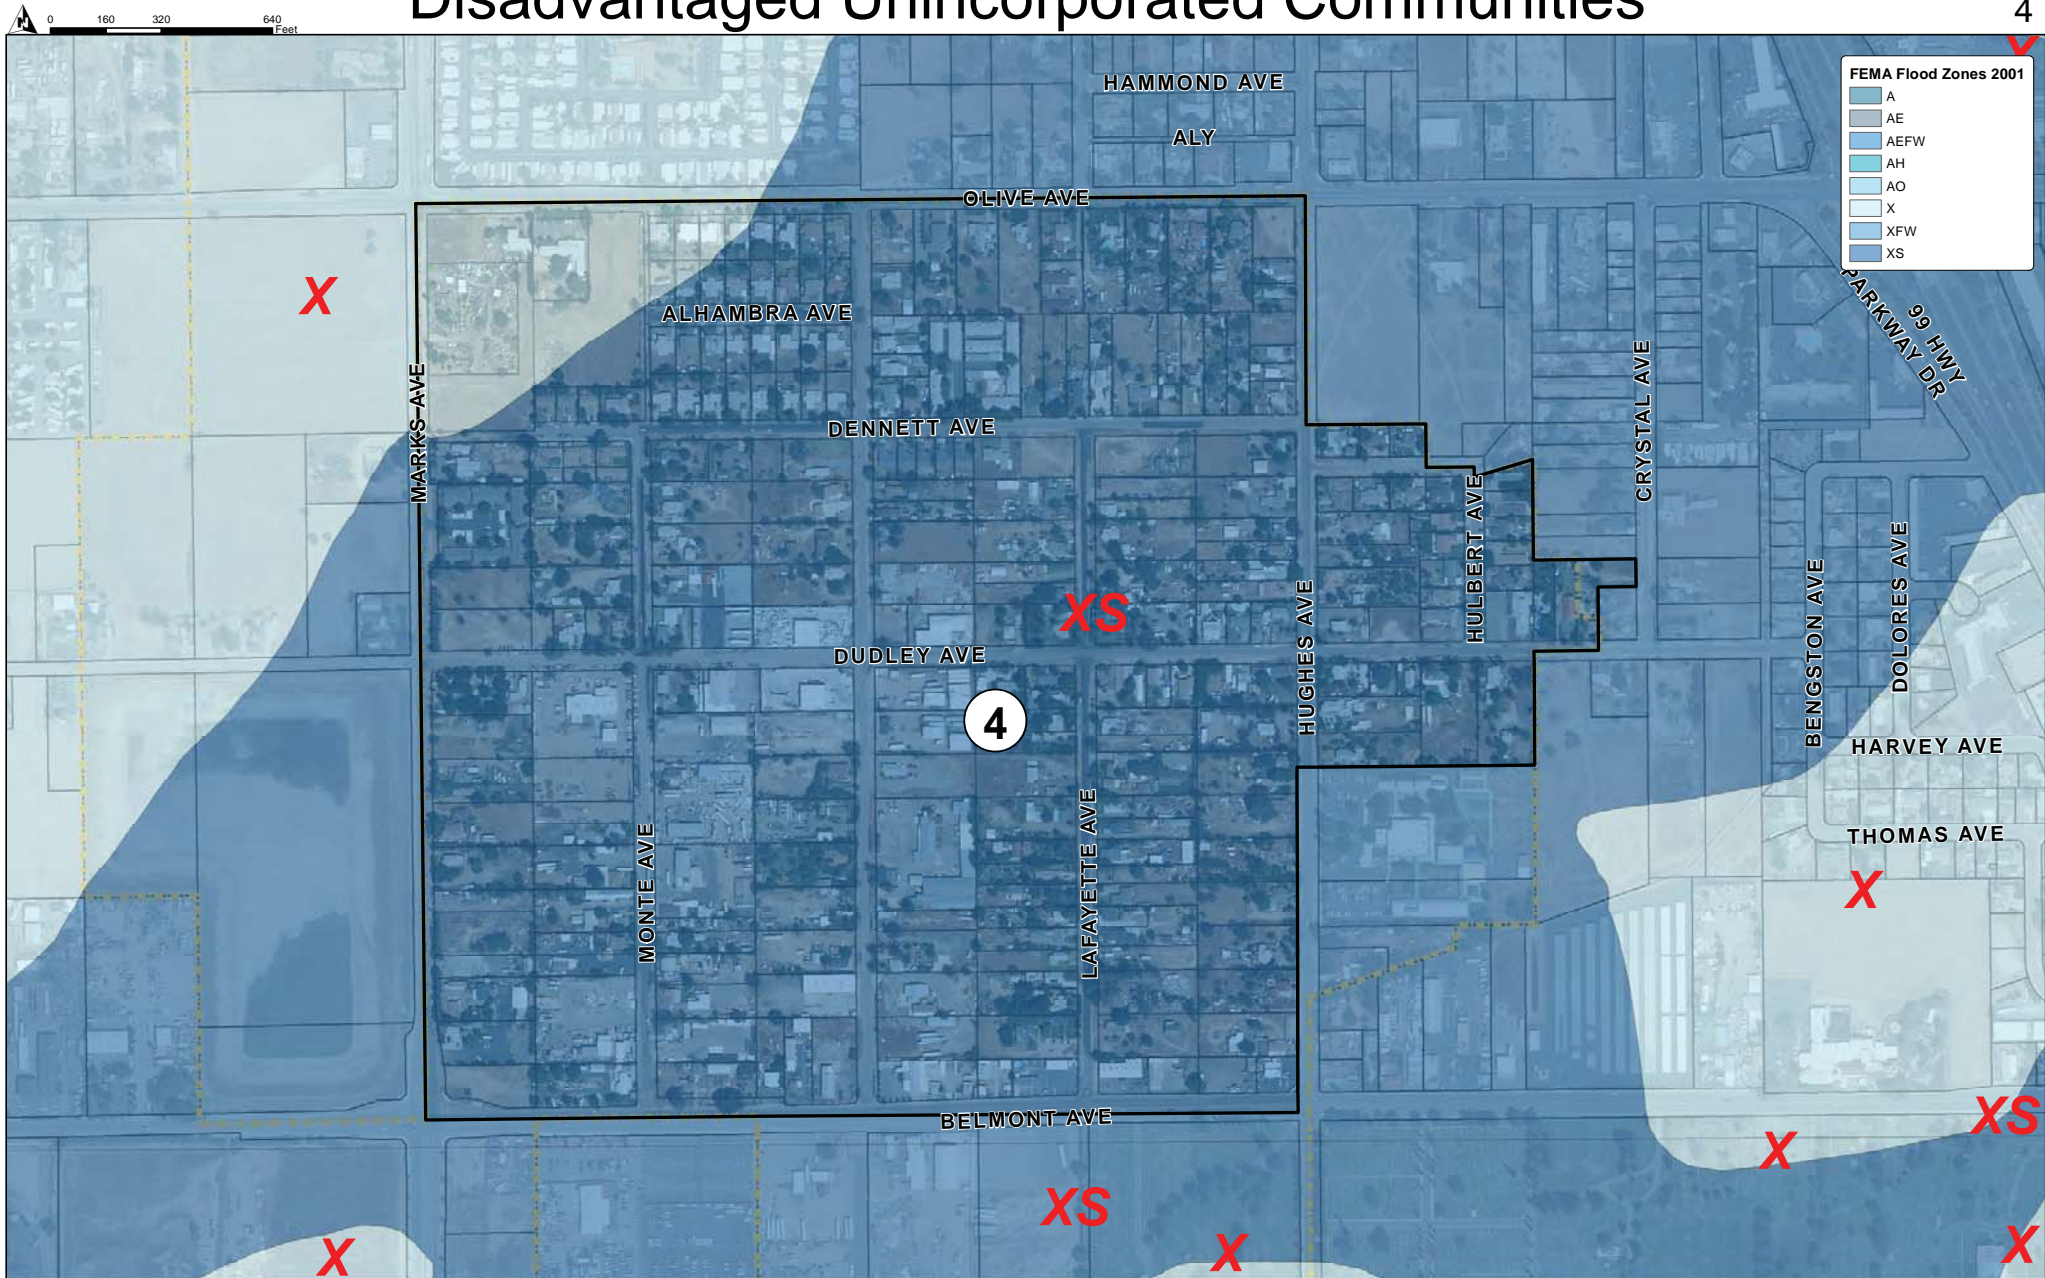 Disadvantaged Unincorporated Communities
4
N
0 160 320 640
Feet
FEMA Flood Zones 2001
A
AE
AEFW
AH
AO
X
XFW
XS
X
HAMMOND AVE
ALY
OLIVE AVE
X
ALHAMBRA AVE
PARKWAY DR
99 HWY
MARKS AVE
DENNETT AVE
CRYSTAL AVE
HULBERT AVE
XS
HUGHES AVE
BENGSTON AVE
DOLORES AVE
DUDLEY AVE
4
HARVEY AVE
THOMAS AVE
MONTE AVE
LAFAYETTE AVE
X
BELMONT AVE
XS
X
XS
X
X
X